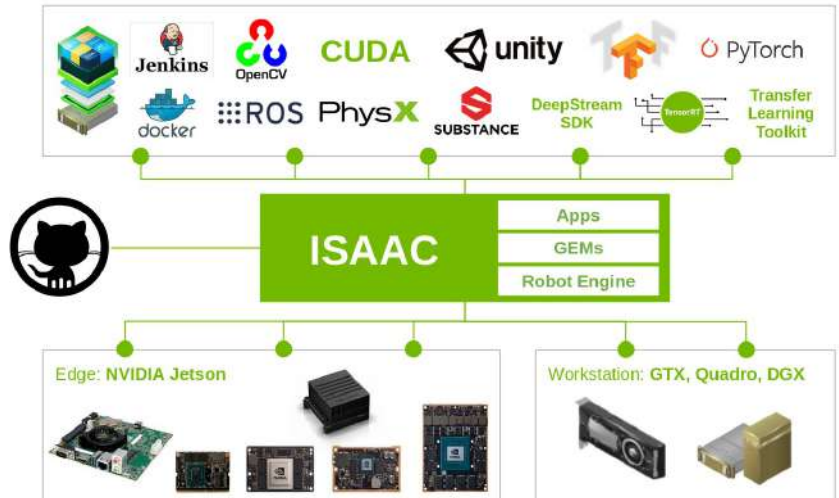 Jenkins
OpenCV
CUDA
unity
PyTorch
docker
ROS
PhysX
SUBSTANCE
DeepStream
SDK
TensorRT
Transfer
Learning
Toolkit
ISAAC
Apps
GEMs
Robot Engine
Edge: NVIDIA Jetson
Workstation: GTX, Quadro, DGX